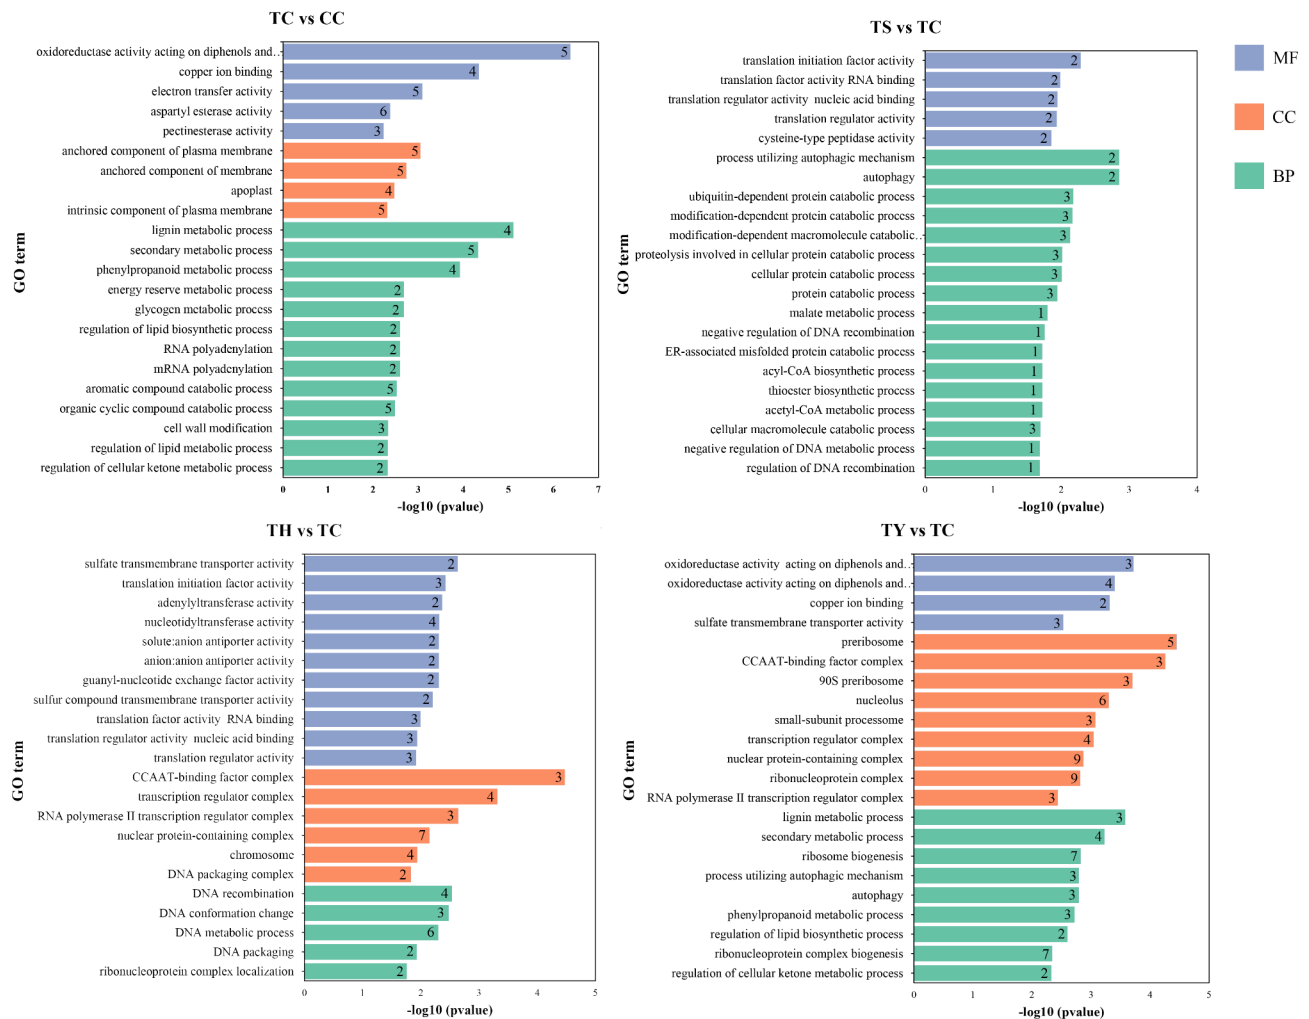 TC vs CC
GO term
oxidoreductase activity acting on diphenols and..
5
copper ion binding
4
electron transfer activity
5
aspartyl esterase activity
6
pectinesterase activity
3
anchored component of plasma membrane
5
anchored component of membrane
5
apoplast
4
intrinsic component of plasma membrane
5
lignin metabolic process
4
secondary metabolic process
5
phenylpropanoid metabolic process
4
energy reserve metabolic process
2
glycogen metabolic process
2
regulation of lipid biosynthetic process
2
RNA polyadenylation
2
mRNA polyadenylation
2
aromatic compound catabolic process
5
organic cyclic compound catabolic process
5
cell wall modification
3
regulation of lipid metabolic process
2
regulation of cellular ketone metabolic process
2
0 1 2 3 4 5 6 7
-log10 (pvalue)
TS vs TC
GO term
translation initiation factor activity
2
translation factor activity RNA binding
2
translation regulator activity nucleic acid binding
2
translation regulator activity
2
cysteine-type peptidase activity
2
process utilizing autophagic mechanism
2
autophagy
2
ubiquitin-dependent protein catabolic process
3
modification-dependent protein catabolic process
3
modification-dependent macromolecule catabolic..
3
proteolysis involved in cellular protein catabolic process
3
cellular protein catabolic process
3
protein catabolic process
3
malate metabolic process
1
negative regulation of DNA recombination
1
ER-associated misfolded protein catabolic process
1
acyl-CoA biosynthetic process
1
thioester biosynthetic process
1
acetyl-CoA metabolic process
1
cellular macromolecule catabolic process
3
negative regulation of DNA metabolic process
1
regulation of DNA recombination
1
0 1 2 3 4
-log10 (pvalue)
MF
CC
BP
TH vs TC
GO term
sulfate transmembrane transporter activity
2
translation initiation factor activity
3
adenylyltransferase activity
2
nucleotidyltransferase activity
4
solute:anion antiporter activity
2
anion:anion antiporter activity
2
guanyl-nucleotide exchange factor activity
2
sulfur compound transmembrane transporter activity
2
translation factor activity RNA binding
3
translation regulator activity nucleic acid binding
3
translation regulator activity
3
CCAAT-binding factor complex
3
transcription regulator complex
4
RNA polymerase II transcription regulator complex
3
nuclear protein-containing complex
7
chromosome
4
DNA packaging complex
2
DNA recombination
4
DNA conformation change
3
DNA metabolic process
6
DNA packaging
2
ribonucleoprotein complex localization
2
0 1 2 3 4 5
-log10 (pvalue)
TY vs TC
GO term
oxidoreductase activity acting on diphenols and..
3
oxidoreductase activity acting on diphenols and..
4
copper ion binding
2
sulfate transmembrane transporter activity
3
preribosome
5
CCAAT-binding factor complex
3
90S preribosome
3
nucleolus
6
small-subunit processome
3
transcription regulator complex
4
nuclear protein-containing complex
9
ribonucleoprotein complex
9
RNA polymerase II transcription regulator complex
3
lignin metabolic process
3
secondary metabolic process
4
ribosome biogenesis
7
process utilizing autophagic mechanism
3
autophagy
3
phenylpropanoid metabolic process
3
regulation of lipid biosynthetic process
2
ribonucleoprotein complex biogenesis
7
regulation of cellular ketone metabolic process
2
0 1 2 3 4 5
-log10 (pvalue)